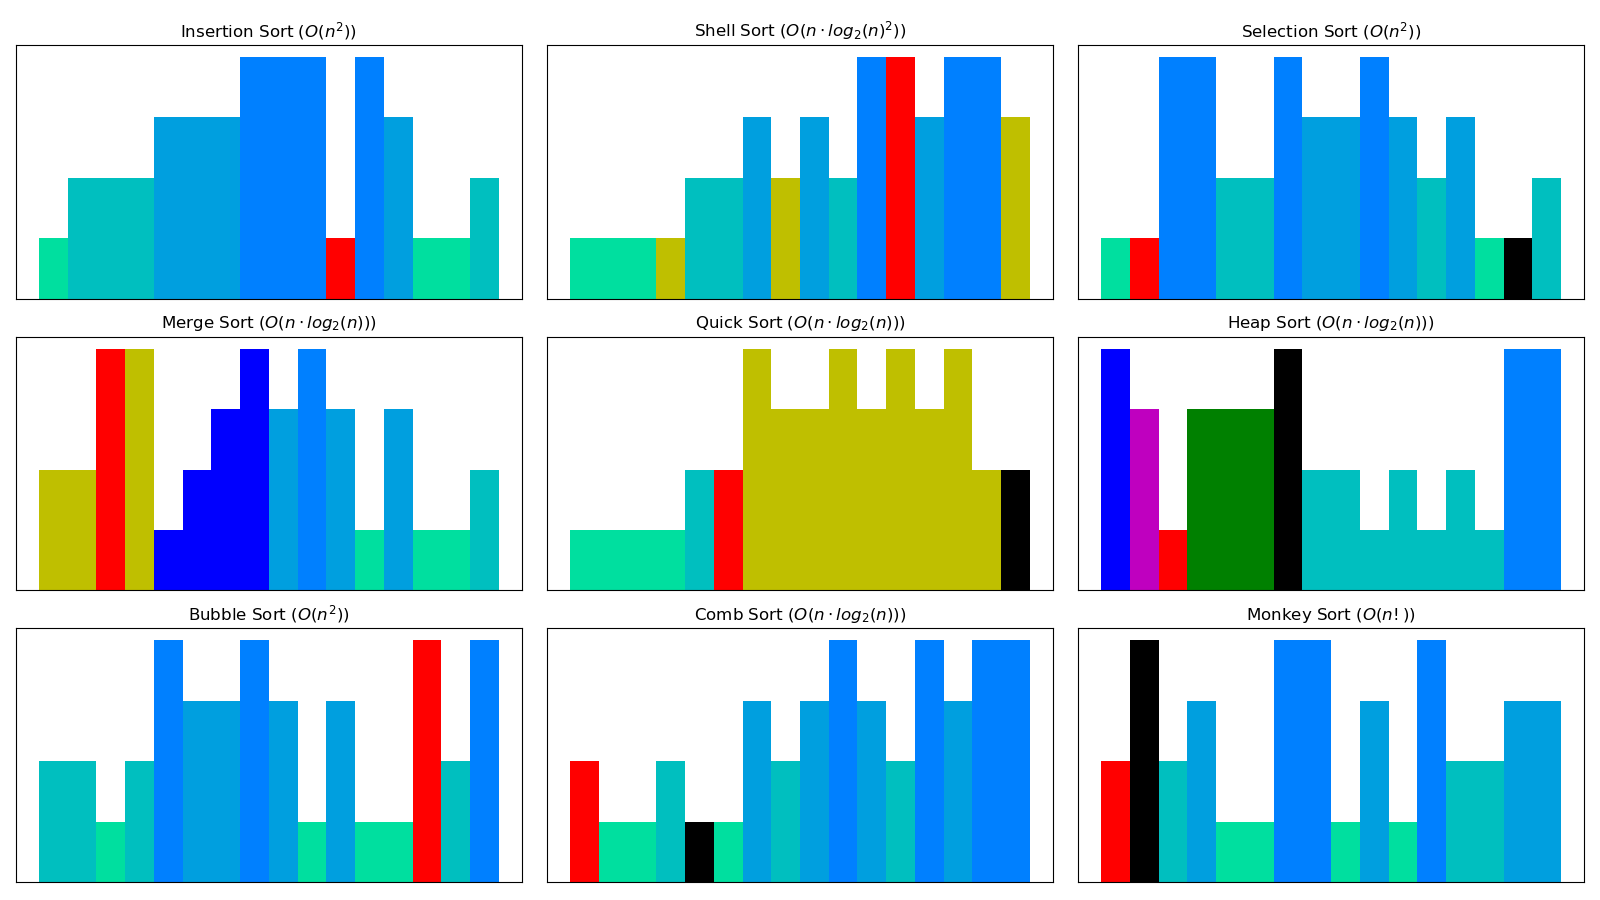 Insertion Sort (O(n²))
Shell Sort (O(n · log₂(n)²))
Selection Sort (O(n²))
Merge Sort (O(n · log₂(n)))
Quick Sort (O(n · log₂(n)))
Heap Sort (O(n · log₂(n)))
Bubble Sort (O(n²))
Comb Sort (O(n · log₂(n)))
Monkey Sort (O(n! ))